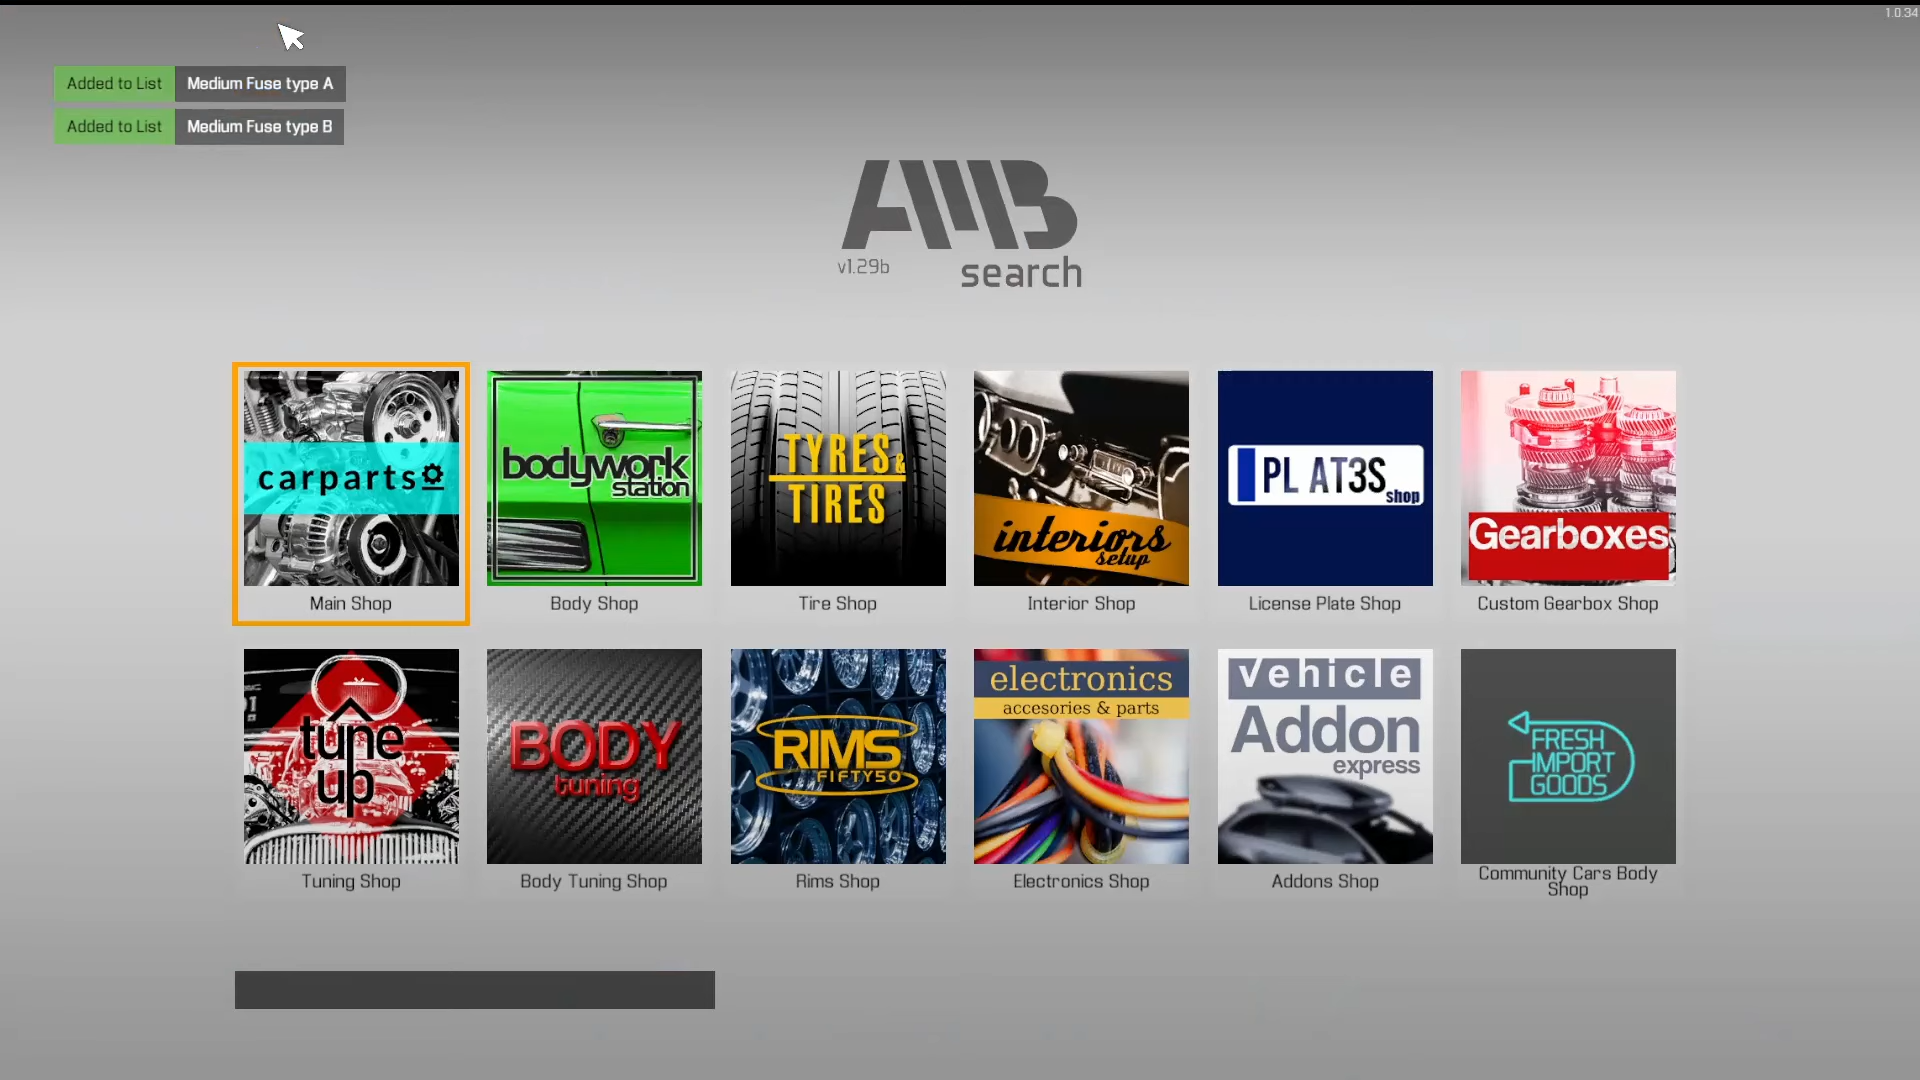 1.0.34
Added to List Medium Fuse type A
Added to List Medium Fuse type B
AMB
v1.29b search
carparts
Main Shop
bodywork
station
Body Shop
TYRES &
TIRES
Tire Shop
interiors
setup
Interior Shop
PL AT3S
shop
License Plate Shop
Gearboxes
Custom Gearbox Shop
tune
up
Tuning Shop
BODY
tuning
Body Tuning Shop
RIMS
FIFTY50
Rims Shop
electronics
accesories & parts
Electronics Shop
vehicle
Addon
express
Addons Shop
FRESH
IMPORT
GOODS
Community Cars Body
Shop